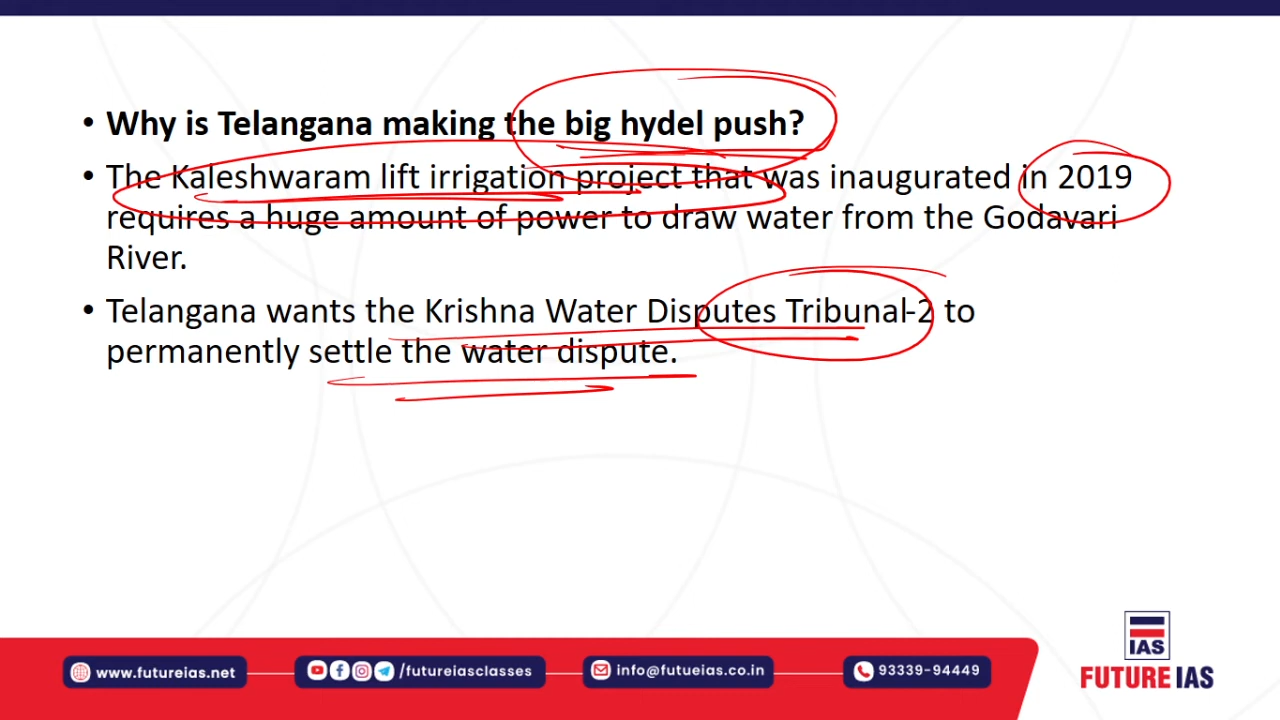 • Why is Telangana making the big hydel push?
• The Kaleshwaram lift irrigation project that was inaugurated in 2019
requires a huge amount of power to draw water from the Godavari
River.
• Telangana wants the Krishna Water Disputes Tribunal-2 to
permanently settle the water dispute.
IAS
FUTURE IAS
www.futureias.net
/futureiasclasses
info@futueias.co.in
93339-94449